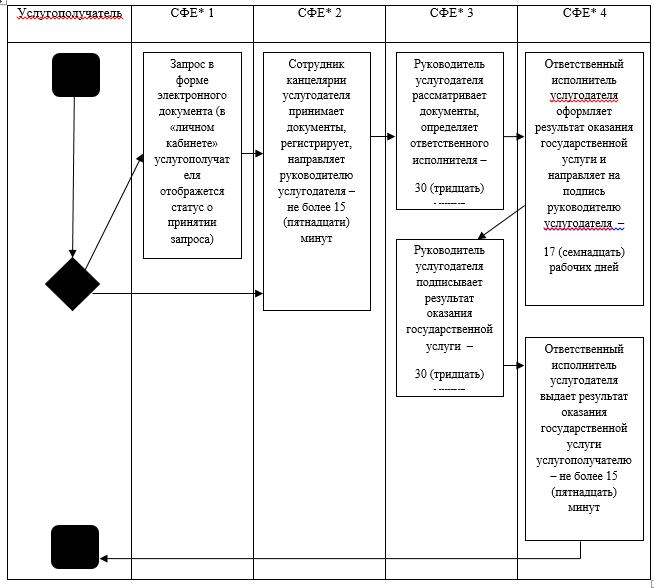 Услугополучатель
СФЕ* 1
СФЕ* 2
СФЕ* 3
СФЕ* 4
Запрос в
форме
электронного
документа (в
«личном
кабинете»
услугополучат
еля
отображется
статус о
принятии
запроса)
Сотрудник
канцелярии
услугодателя
принимает
документы,
регистрирует,
направляет
руководителю
услугодателя –
не более 15
(пятнадцати)
минут
Руководитель
услугодателя
рассматривает
документы,
определяет
ответственного
исполнителя –
30 (тридцать)
Ответственный
исполнитель
услугодателя
оформляет
результат оказания
государственной
услуги и
направляет на
подпись
руководителю
услугодателя –
17 (семнадцать)
рабочих дней
Руководитель
услугодателя
подписывает
результат
оказания
государственной
услуги –
30 (тридцать)
Ответственный
исполнитель
услугодателя
выдает результат
оказания
государственной
услуги
услугополучателю
– не более 15
(пятнадцать)
минут